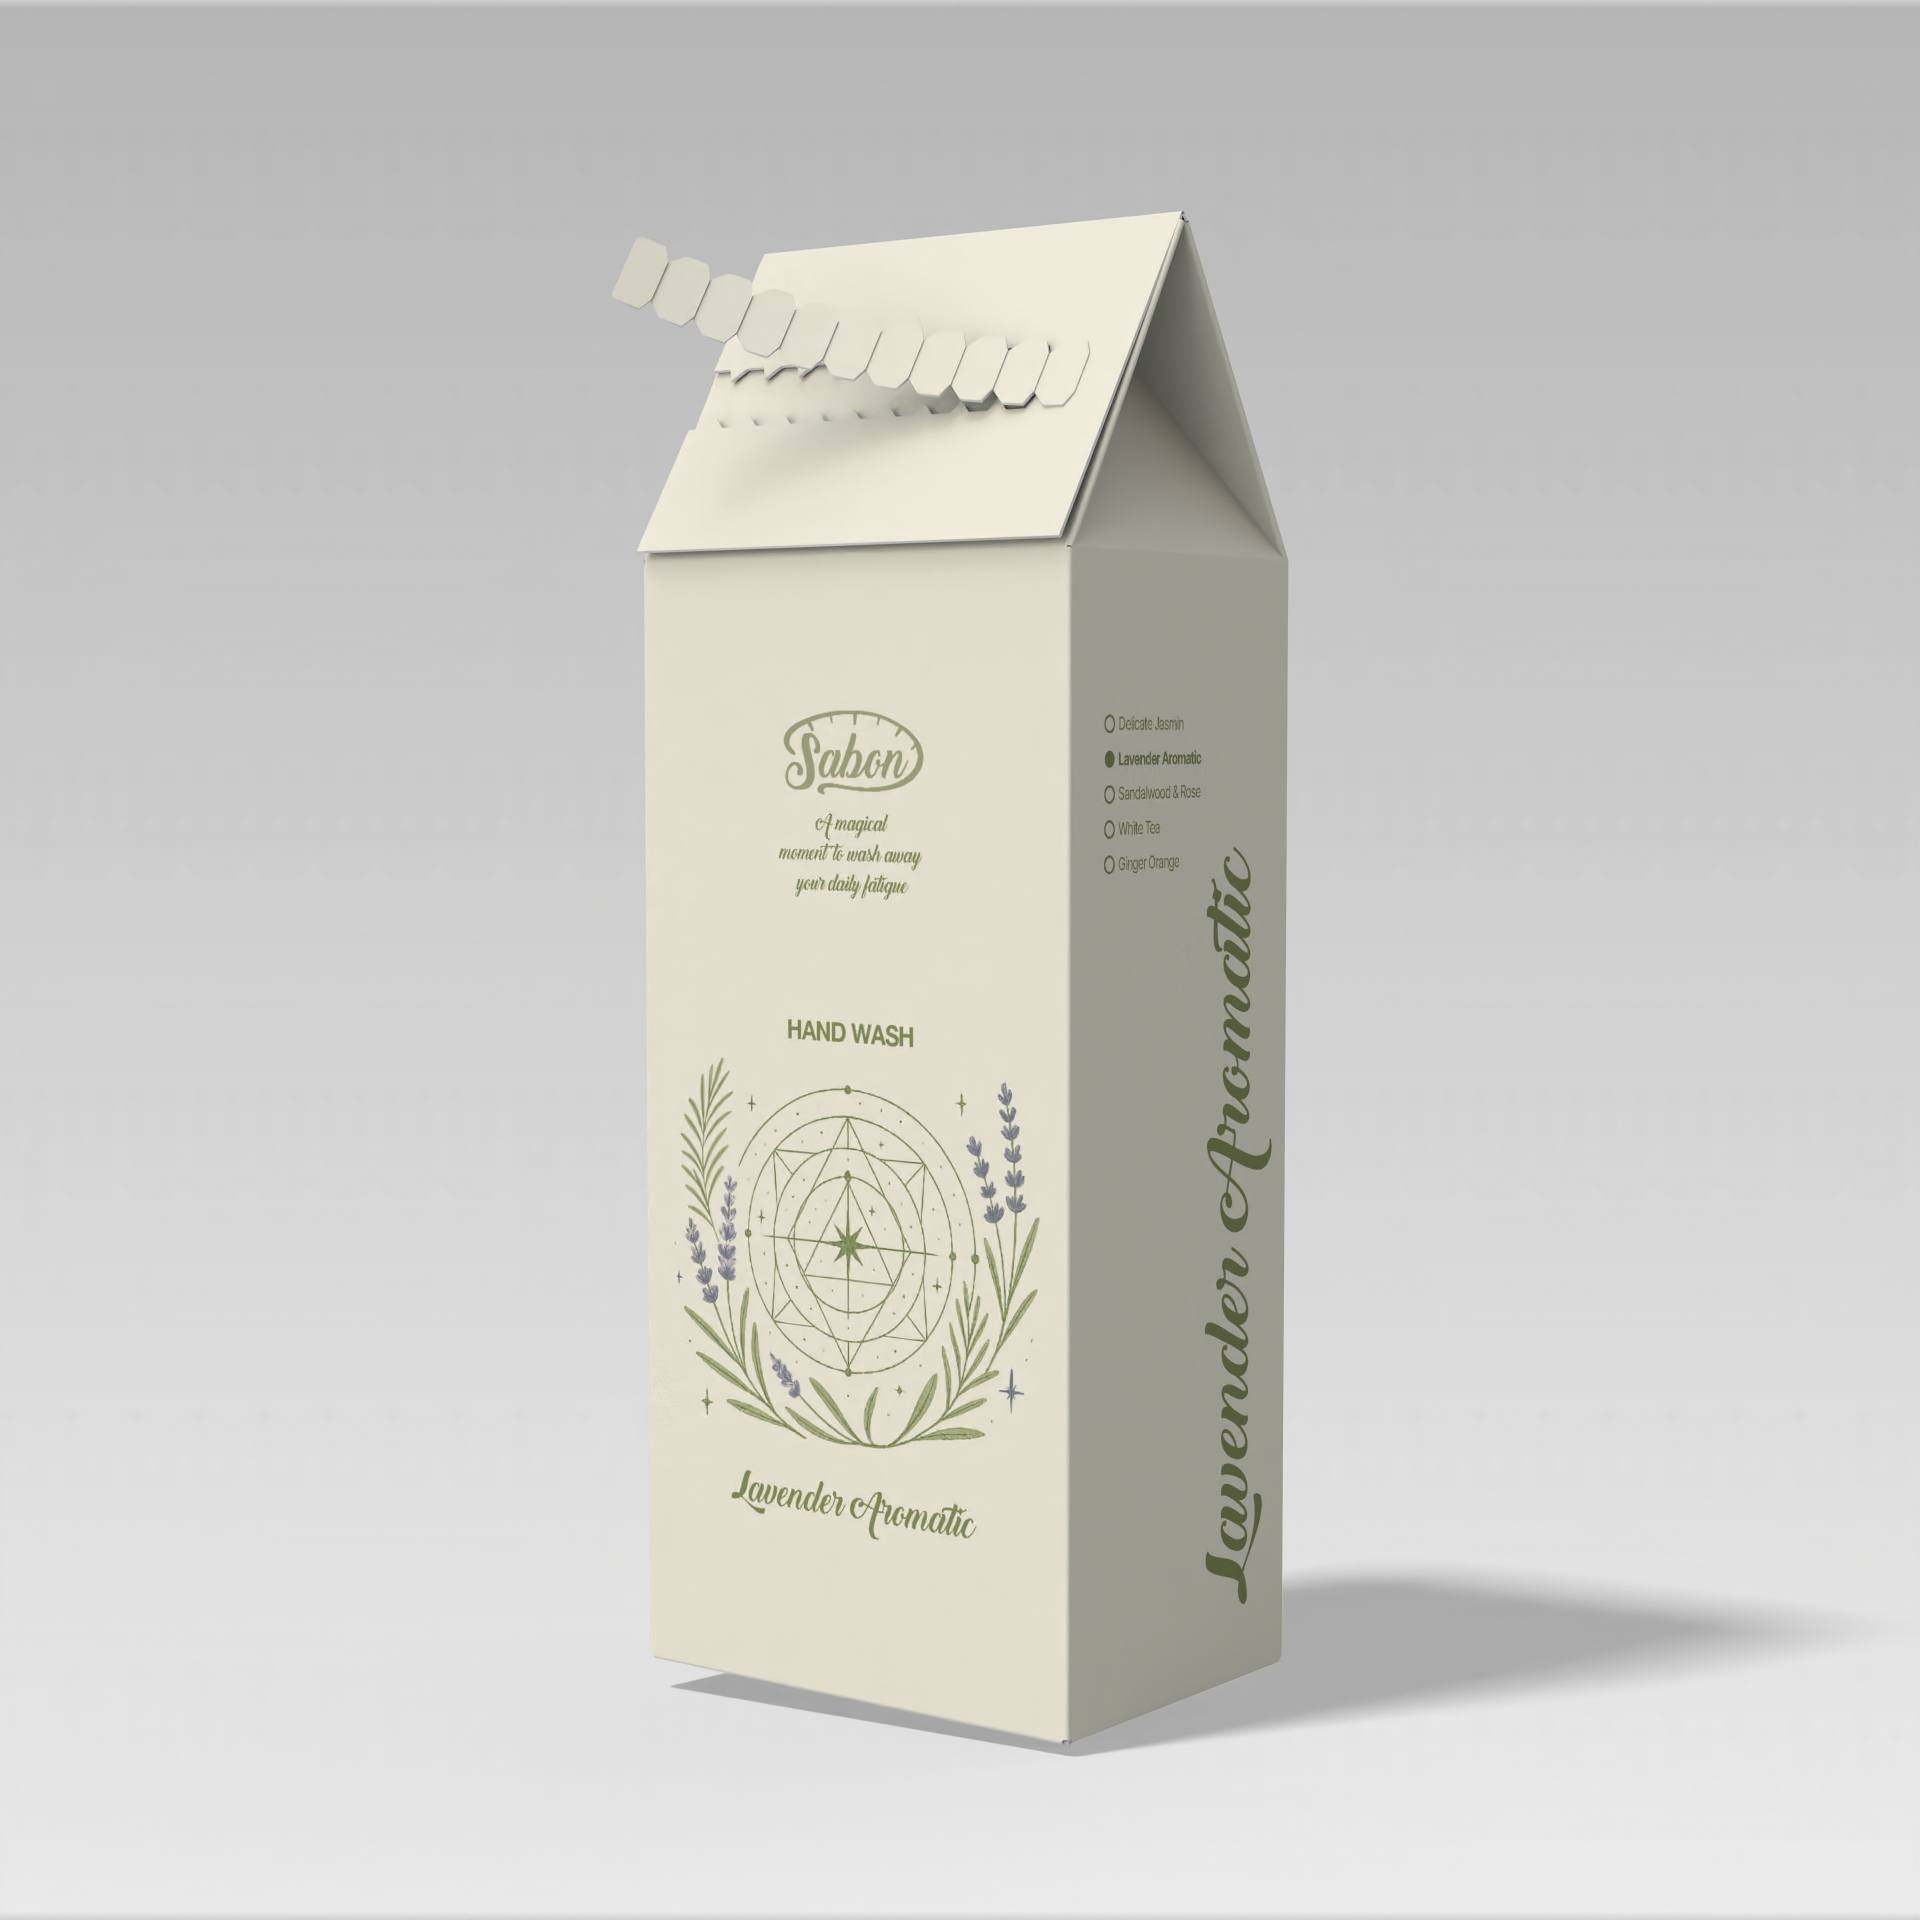 Sabon
A magical
moment to wash away
your daily fatigue
HAND WASH
Lavender Aromatic
Delicate Jasmin
Lavender Aromatic
Sandalwood & Rose
White Tea
Ginger Orange
Lavender Aromatic